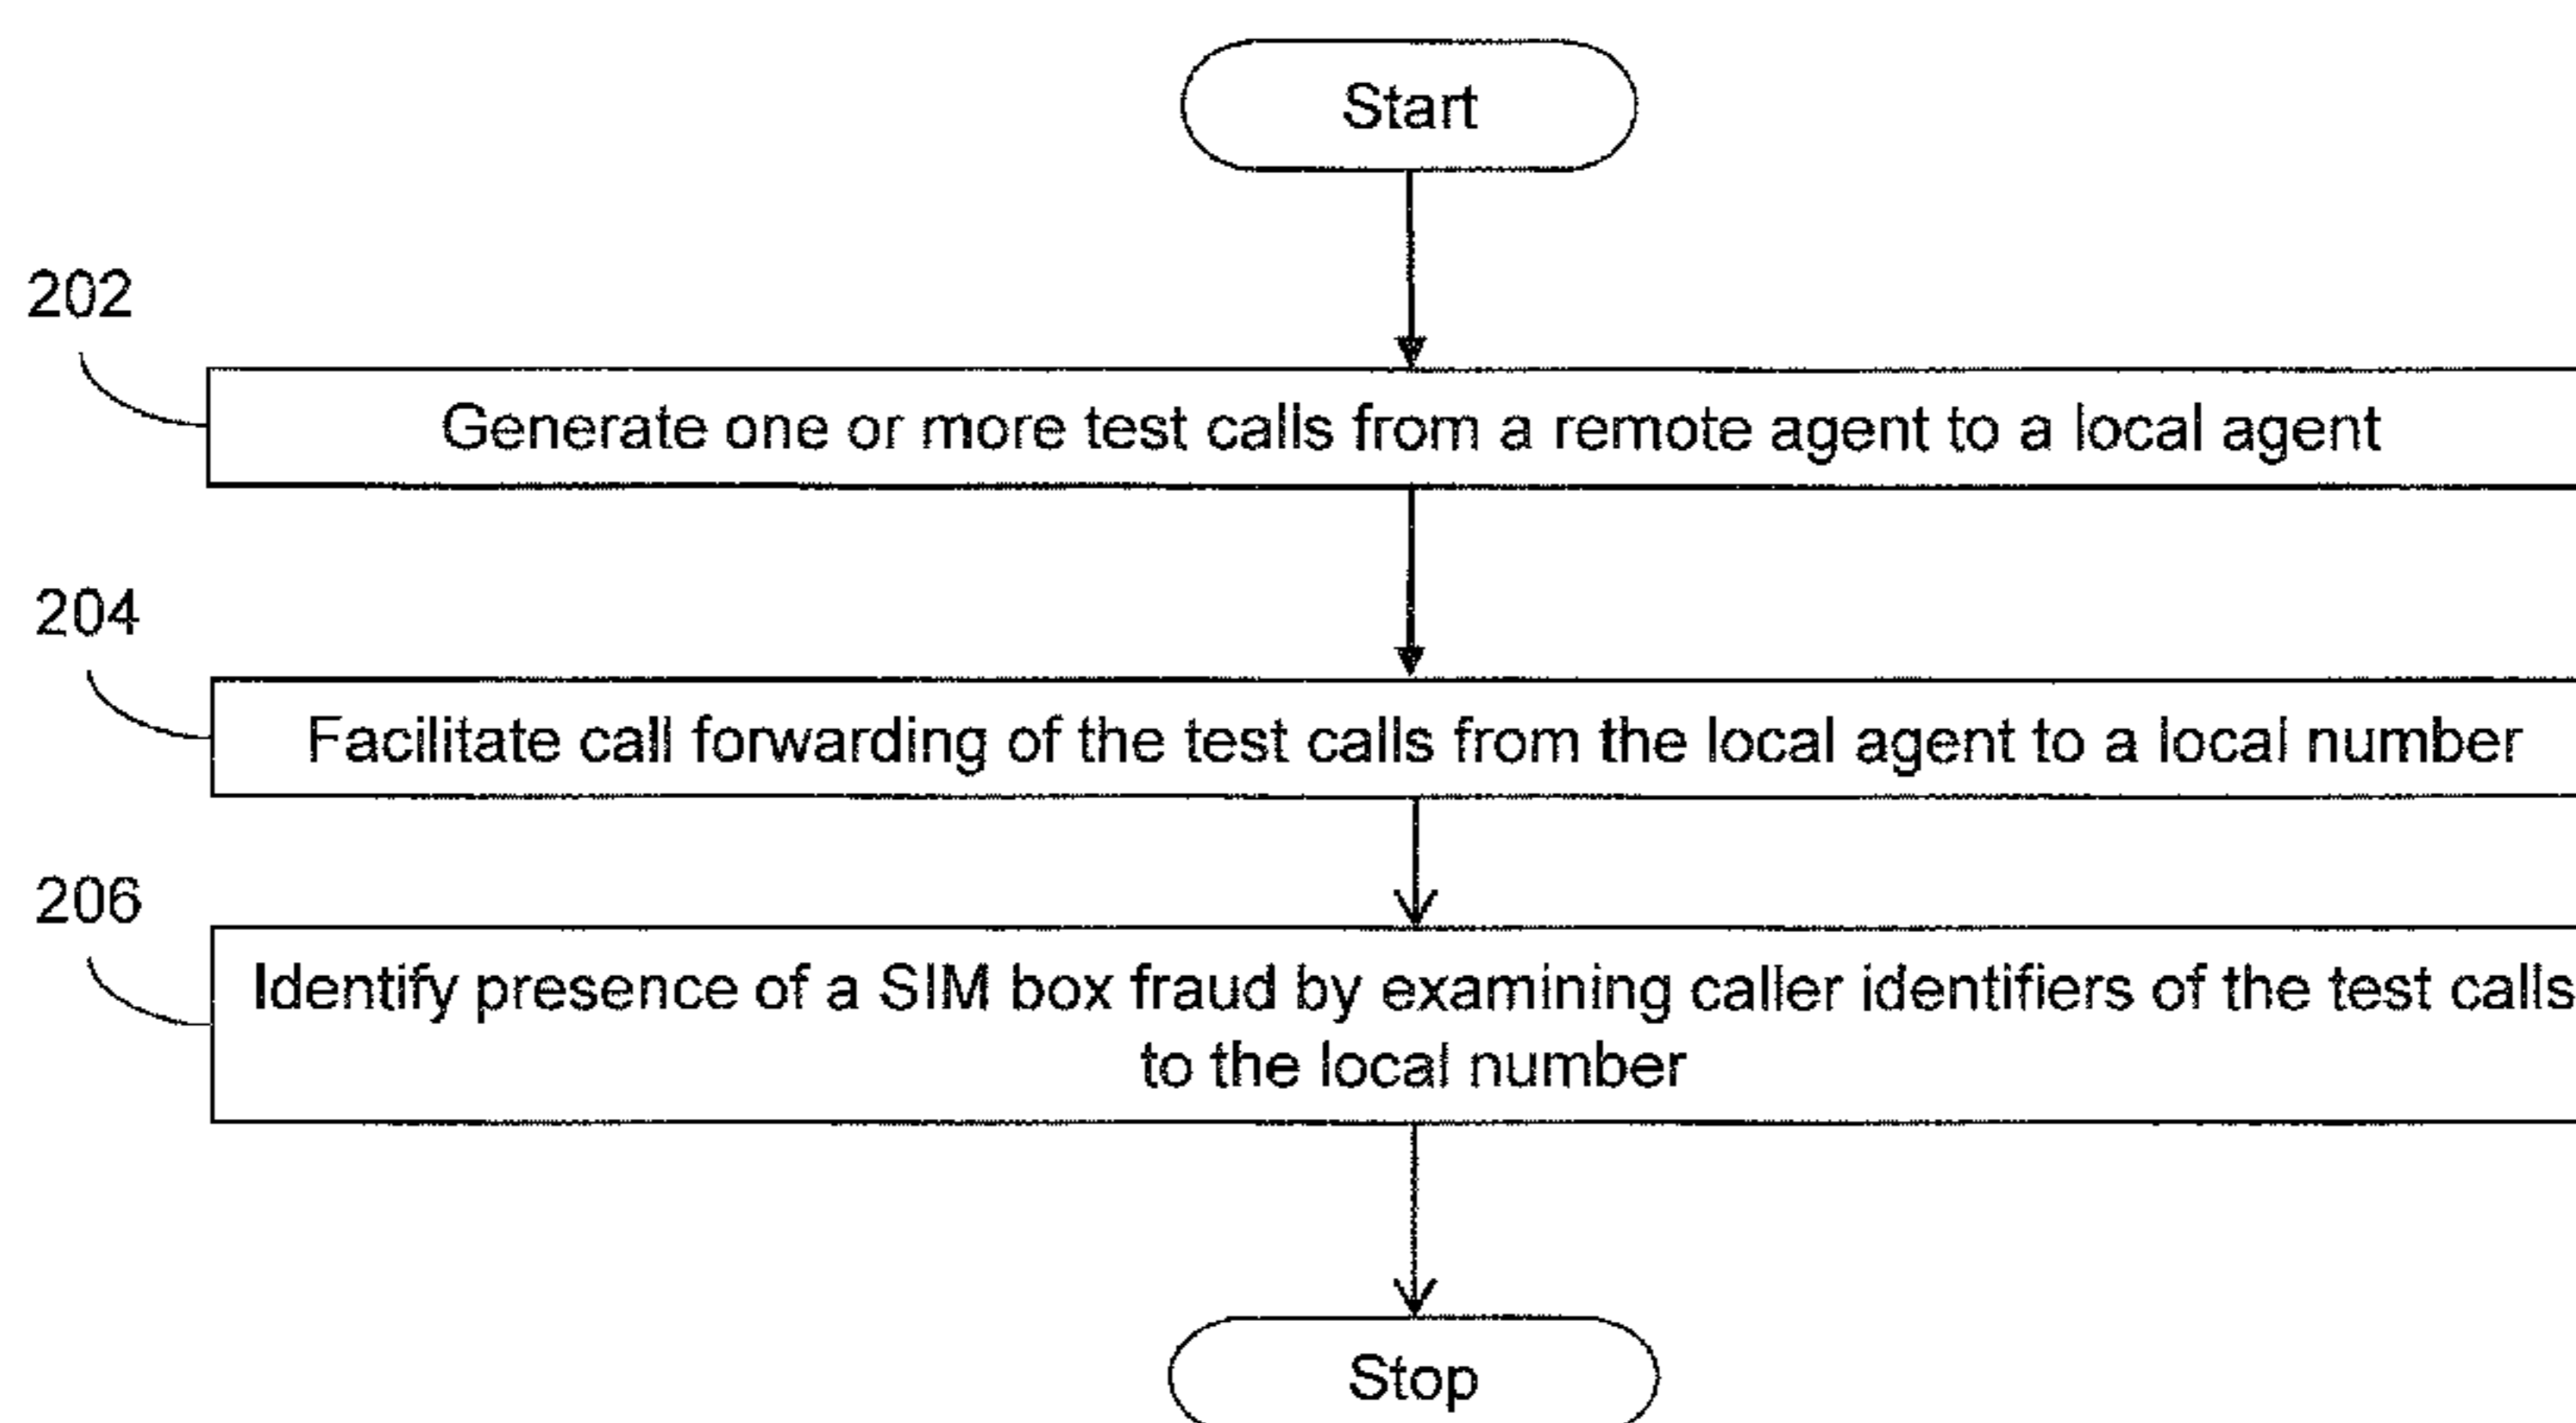 Start
202
Generate one or more test calls from a remote agent to a local agent
204
Facilitate call forwarding of the test calls from the local agent to a local number
206
Identify presence of a SIM box fraud by examining caller identifiers of the test calls
to the local number
Stop